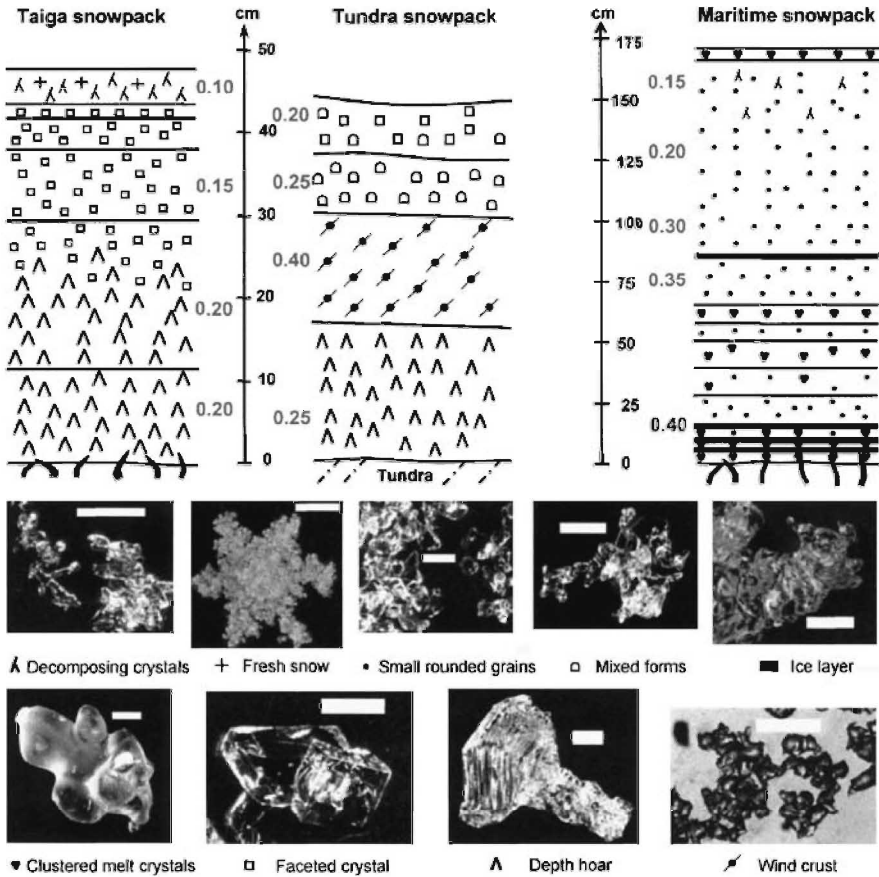 Taiga snowpack
cm
Tundra snowpack
cm
Maritime snowpack
50
40
30
20
10
0
175
150
125
100
75
50
25
0
0.10
0.15
0.20
0.20
0.20
0.25
0.40
0.25
Tundra
0.15
0.20
0.30
0.35
0.40
Decomposing crystals
Fresh snow
Small rounded grains
Mixed forms
Ice layer
Clustered melt crystals
Faceted crystal
Depth hoar
Wind crust